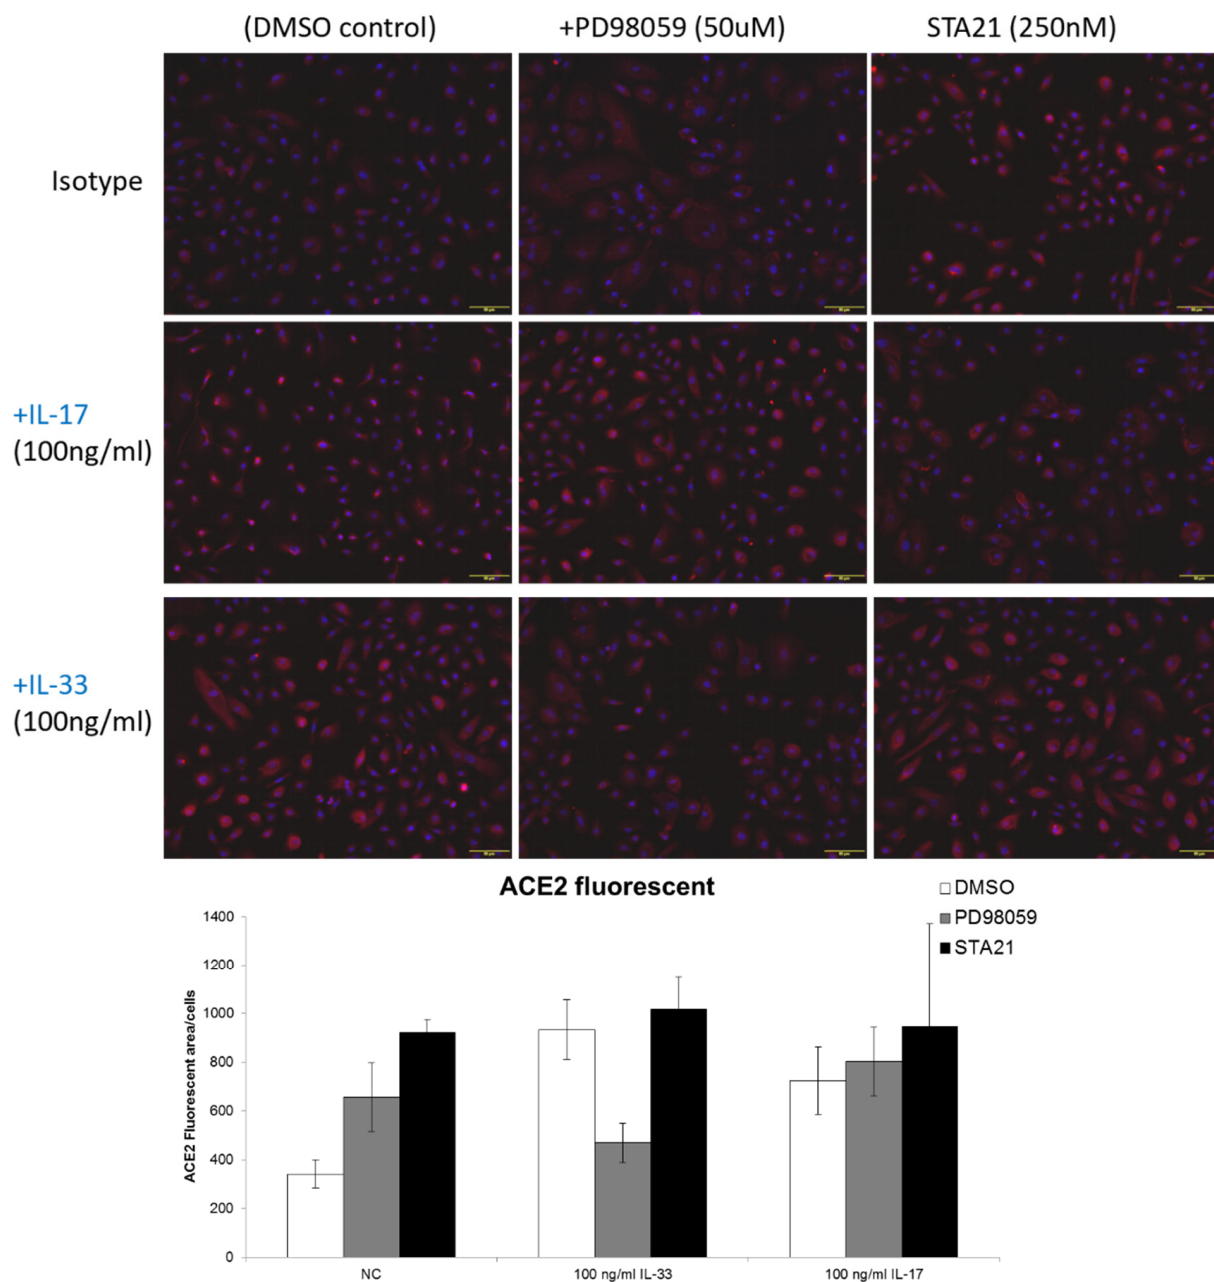 (DMSO control) +PD98059 (50uM) STA21 (250nM)
Isotype
+IL-17
(100ng/ml)
+IL-33
(100ng/ml)
ACE2 fluorescent
DMSO
PD98059
STA21
ACE2 Fluorescent area/cells
1400
1200
1000
800
600
400
200
0
NC 100 ng/ml IL-33 100 ng/ml IL-17